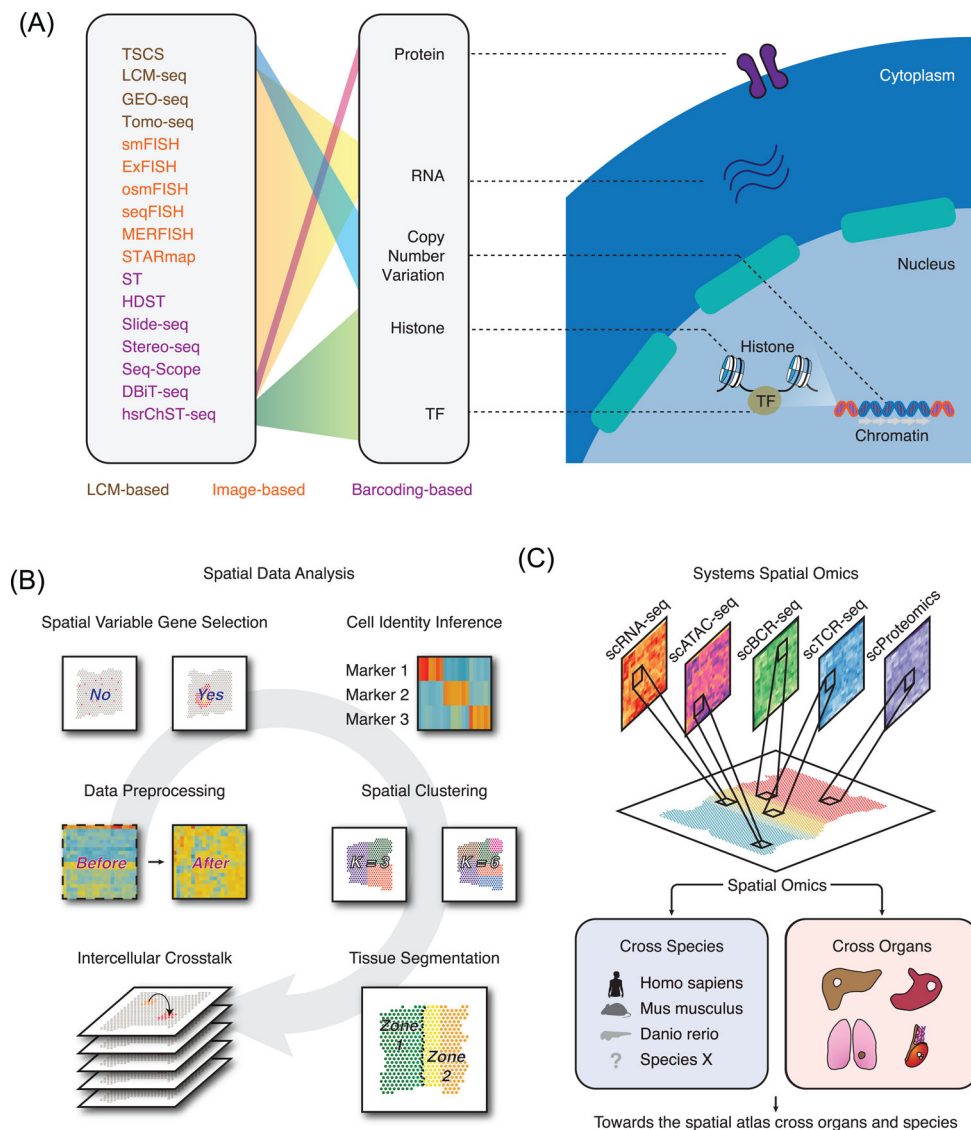 (A)
TSCS
LCM-seq
GEO-seq
Tomo-seq
smFISH
ExFISH
osmFISH
seqFISH
MERFISH
STARmap
ST
HDST
Slide-seq
Stereo-seq
Seq-Scope
DBiT-seq
hsrChST-seq
Protein
RNA
Copy
Number
Variation
Histone
TF
Cytoplasm
Nucleus
Histone
TF
Chromatin
LCM-based
Image-based
Barcoding-based
(B)
Spatial Data Analysis
Spatial Variable Gene Selection
No
Yes
Cell Identity Inference
Marker 1
Marker 2
Marker 3
Data Preprocessing
Before
After
Spatial Clustering
K = 3
K = 6
Intercellular Crosstalk
Tissue Segmentation
Zone
1
Zone
2
(C)
Systems Spatial Omics
scRNA-seq
scATAC-seq
scBCR-seq
scTCR-seq
scProteomics
Spatial Omics
Cross Species
Homo sapiens
Mus musculus
Danio rerio
? Species X
Cross Organs
Towards the spatial atlas cross organs and species